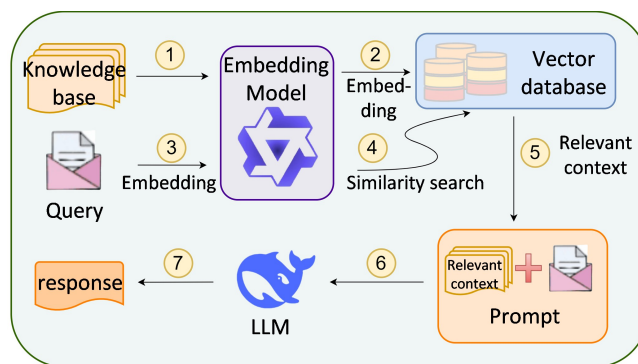 1
Knowledge
base
Embedding
Model
2
Embed-
ding
Vector
database
3
Embedding
Query
4
Similarity search
5
Relevant
context
Relevant
context
Prompt
6
LLM
7
response